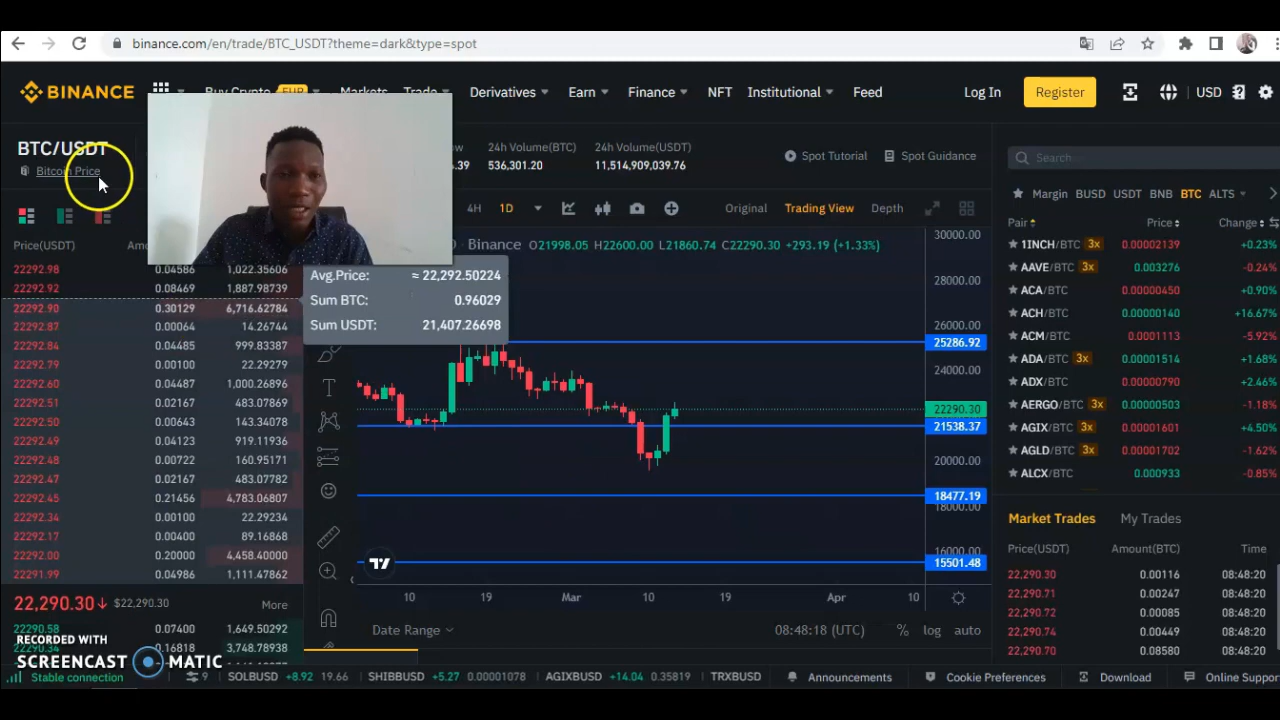 binance.com/en/trade/BTC_USDT?theme=dark&type=spot
BINANCE Buy Crypto EUR Markets Trade Derivatives Earn Finance NFT Institutional Feed Log In Register USD
BTC/USDT
Bitcoin Price
.39
24h Volume(BTC)
536,301.20
24h Volume(USDT)
11,514,909,039.76
Spot Tutorial Spot Guidance
Search
4H 1D Original Trading View Depth
Margin BUSD USDT BNB BTC ALTS
Price(USDT)
22292.98 0.04586 1,022.35606
22292.92 0.08469 1,887.98739
22292.90 0.30129 6,716.62784
22292.87 0.00064 14.26744
22292.84 0.04485 999.83387
22292.79 0.00100 22.29279
22292.60 0.04487 1,000.26896
22292.51 0.02167 483.07869
22292.50 0.00643 143.34078
22292.49 0.04123 919.11936
22292.48 0.00722 160.95171
22292.47 0.02167 483.07782
22292.45 0.21456 4,783.06807
22292.34 0.00100 22.29234
22292.17 0.00400 89.16868
22292.00 0.20000 4,458.40000
22291.99 0.04986 1,111.47862
22,290.30 $22,290.30 More
22290.58 0.07400 1,649.50292
22290.34 0.16818 3,748.78938
Binance O21998.05 H22600.00 L21860.74 C22290.30 +293.19 (+1.33%)
Avg.Price: ≈ 22,292.50224
Sum BTC: 0.96029
Sum USDT: 21,407.26698
30000.00
28000.00
26000.00
25286.92
24000.00
22290.30
21538.37
20000.00
18477.19
18000.00
16000.00
15501.48
10 19 Mar 10 19 Apr 10
Date Range 08:48:18 (UTC) % log auto
Pair Price Change
1INCH/BTC 3x 0.00002139 +0.23%
AAVE/BTC 3x 0.003276 -0.24%
ACA/BTC 0.00000450 +0.90%
ACH/BTC 0.00000140 +16.67%
ACM/BTC 0.0001113 -5.92%
ADA/BTC 3x 0.00001514 +1.68%
ADX/BTC 0.00000790 +2.46%
AERGO/BTC 3x 0.00000503 -1.18%
AGIX/BTC 3x 0.00001601 +4.50%
AGLD/BTC 3x 0.00001702 -1.62%
ALCX/BTC 0.000933 -0.85%
Market Trades My Trades
Price(USDT) Amount(BTC) Time
22,290.30 0.00116 08:48:20
22,290.71 0.00247 08:48:20
22,290.72 0.00085 08:48:20
22,290.74 0.00449 08:48:20
22,290.70 0.08580 08:48:20
RECORDED WITH
SCREENCAST MATIC
Stable connection 9 SOLBUSD +8.92 19.66 SHIBBUSD +5.27 0.00001078 AGIXBUSD +14.04 0.35819 TRXBUSD Announcements Cookie Preferences Download Online Suppor